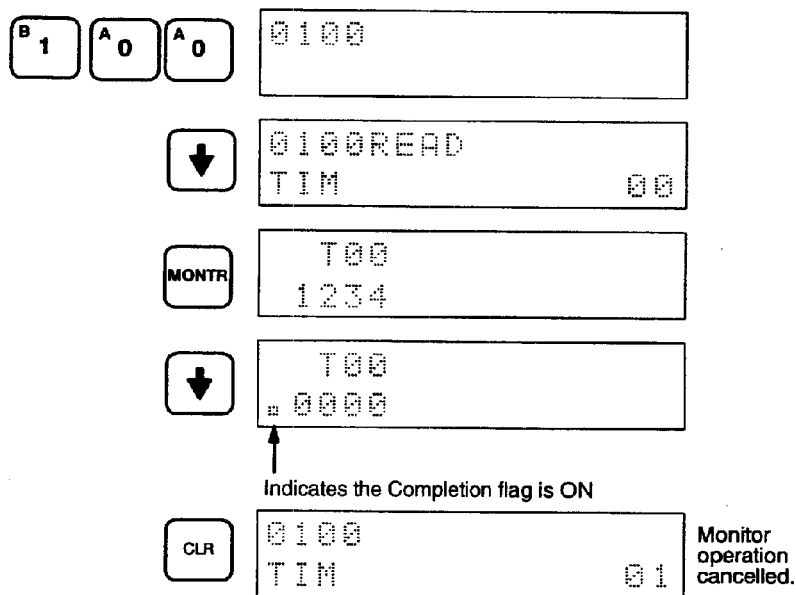 B 1 A 0 A 0 0100
0100READ
TIM 00
MONTR T00
1234
T00
.0000
Indicates the Completion flag is ON
CLR 0100
TIM 01
Monitor
operation
cancelled.